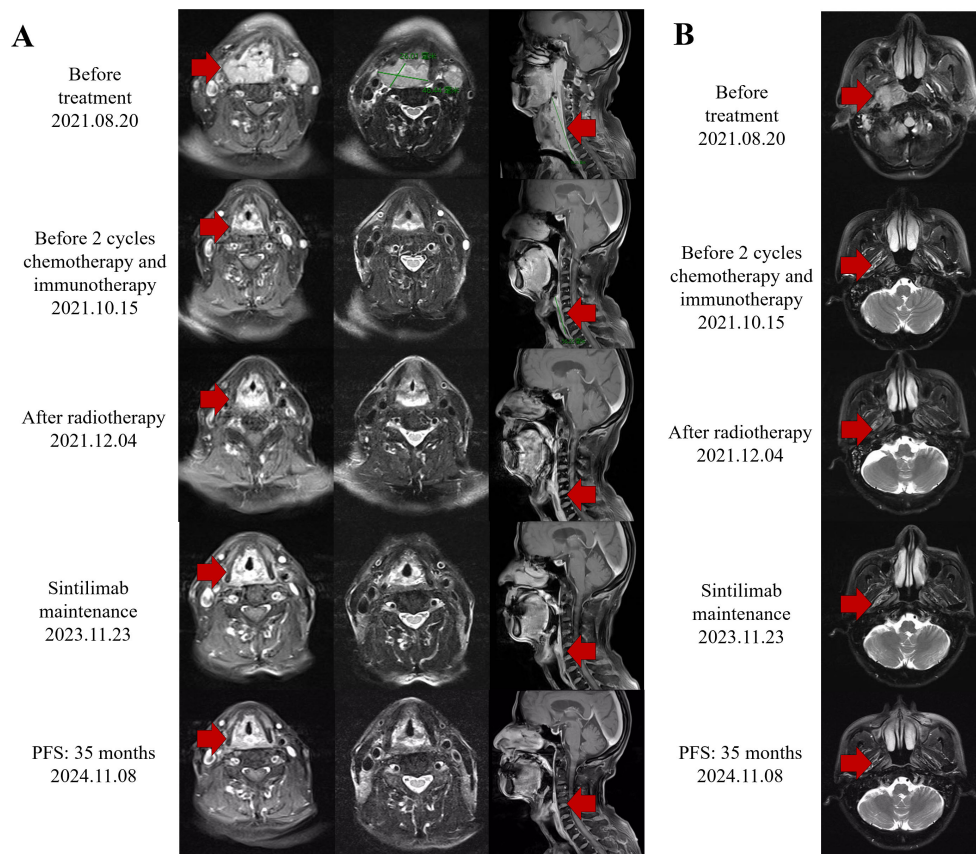 A
Before
treatment
2021.08.20
Before 2 cycles
chemotherapy and
immunotherapy
2021.10.15
After radiotherapy
2021.12.04
Sintilimab
maintenance
2023.11.23
PFS: 35 months
2024.11.08
B
Before
treatment
2021.08.20
Before 2 cycles
chemotherapy and
immunotherapy
2021.10.15
After radiotherapy
2021.12.04
Sintilimab
maintenance
2023.11.23
PFS: 35 months
2024.11.08